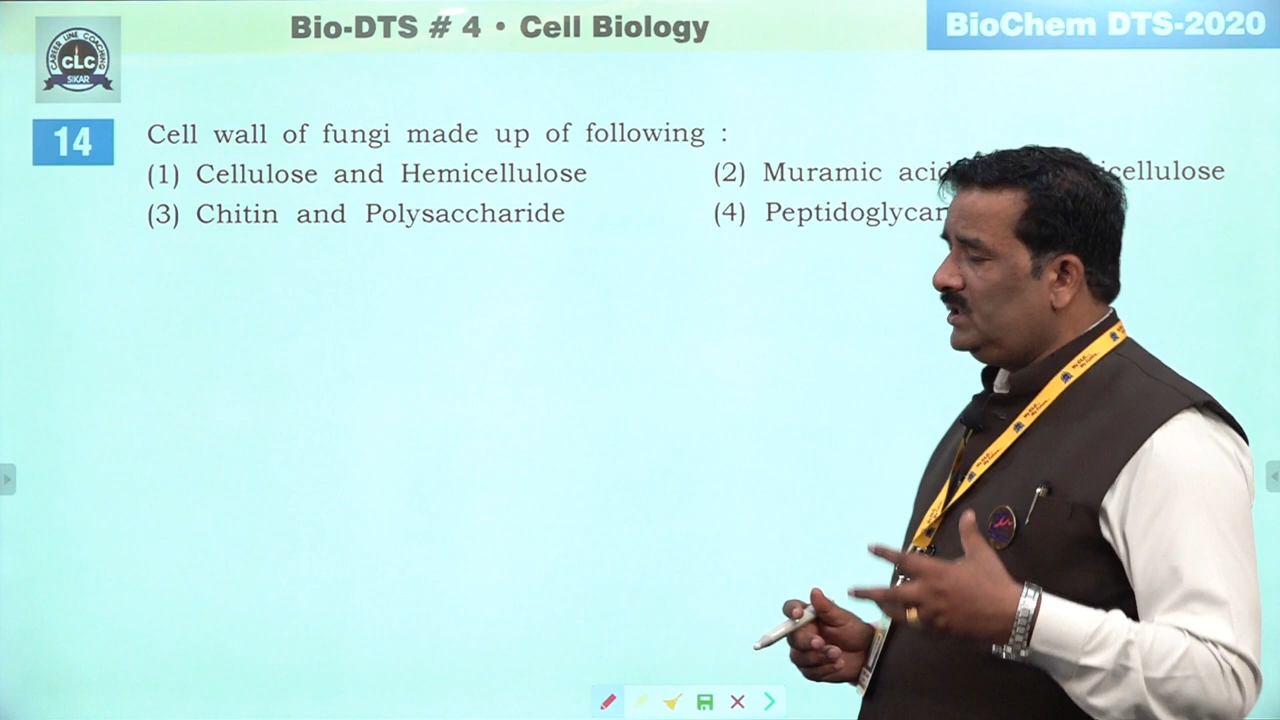 Bio-DTS # 4 • Cell Biology
BioChem DTS-2020
CAREER LINE COACHING
CLC
SIKAR
14
Cell wall of fungi made up of following :
(1) Cellulose and Hemicellulose
(2) Muramic acid
(3) Chitin and Polysaccharide
(4) Peptidoglycan